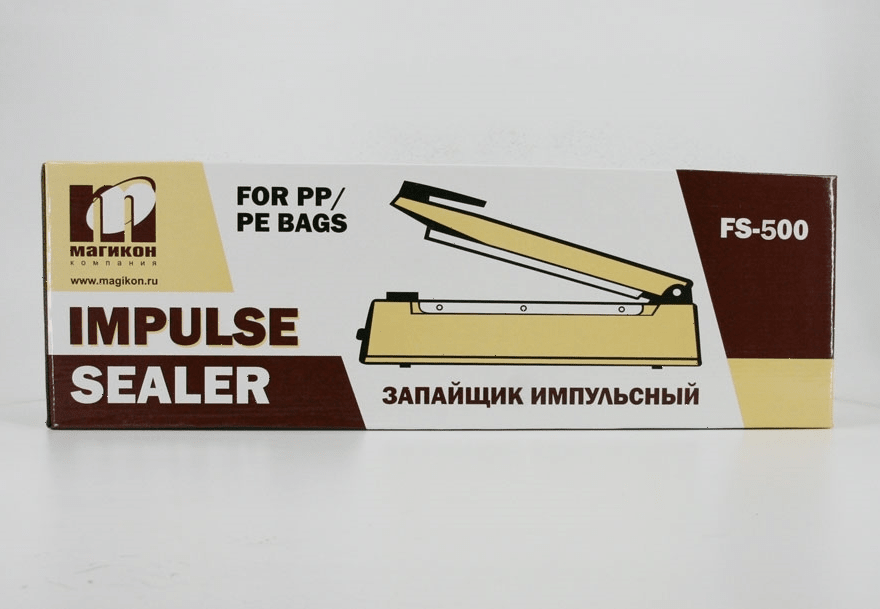 МАГИКОН
компания
www.magikon.ru
FOR PP/
PE BAGS
FS-500
IMPULSE
SEALER
ЗАПАЙЩИК ИМПУЛЬСНЫЙ